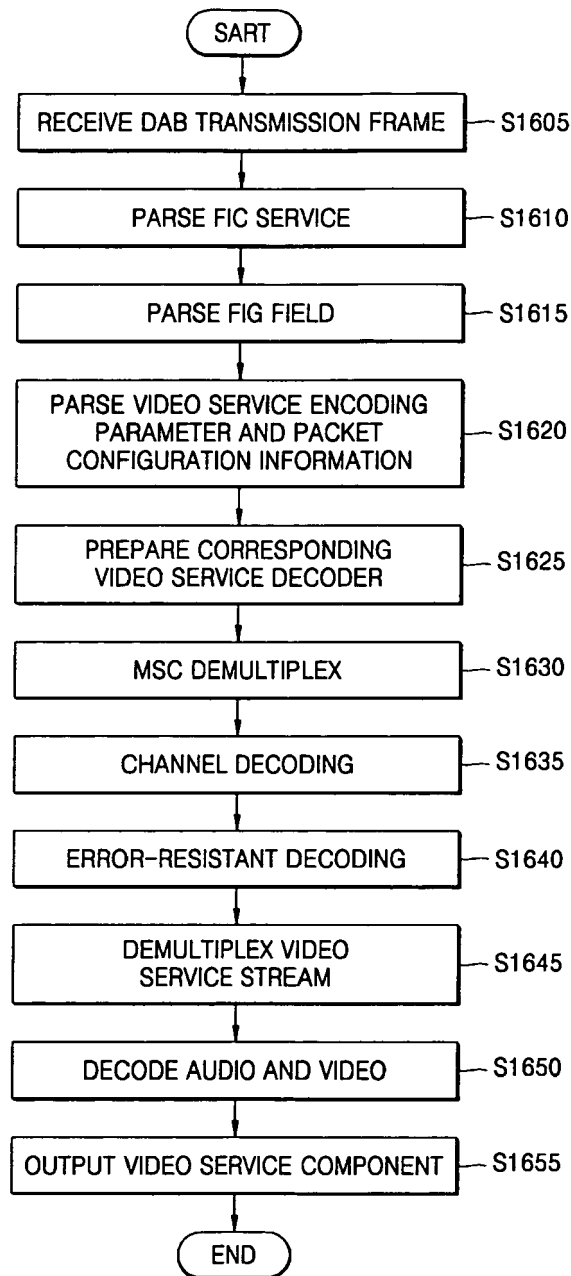 SART
RECEIVE DAB TRANSMISSION FRAME
S1605
PARSE FIC SERVICE
S1610
PARSE FIG FIELD
S1615
PARSE VIDEO SERVICE ENCODING
PARAMETER AND PACKET
CONFIGURATION INFORMATION
S1620
PREPARE CORRESPONDING
VIDEO SERVICE DECODER
S1625
MSC DEMULTIPLEX
S1630
CHANNEL DECODING
S1635
ERROR-RESISTANT DECODING
S1640
DEMULTIPLEX VIDEO
SERVICE STREAM
S1645
DECODE AUDIO AND VIDEO
S1650
OUTPUT VIDEO SERVICE COMPONENT
S1655
END